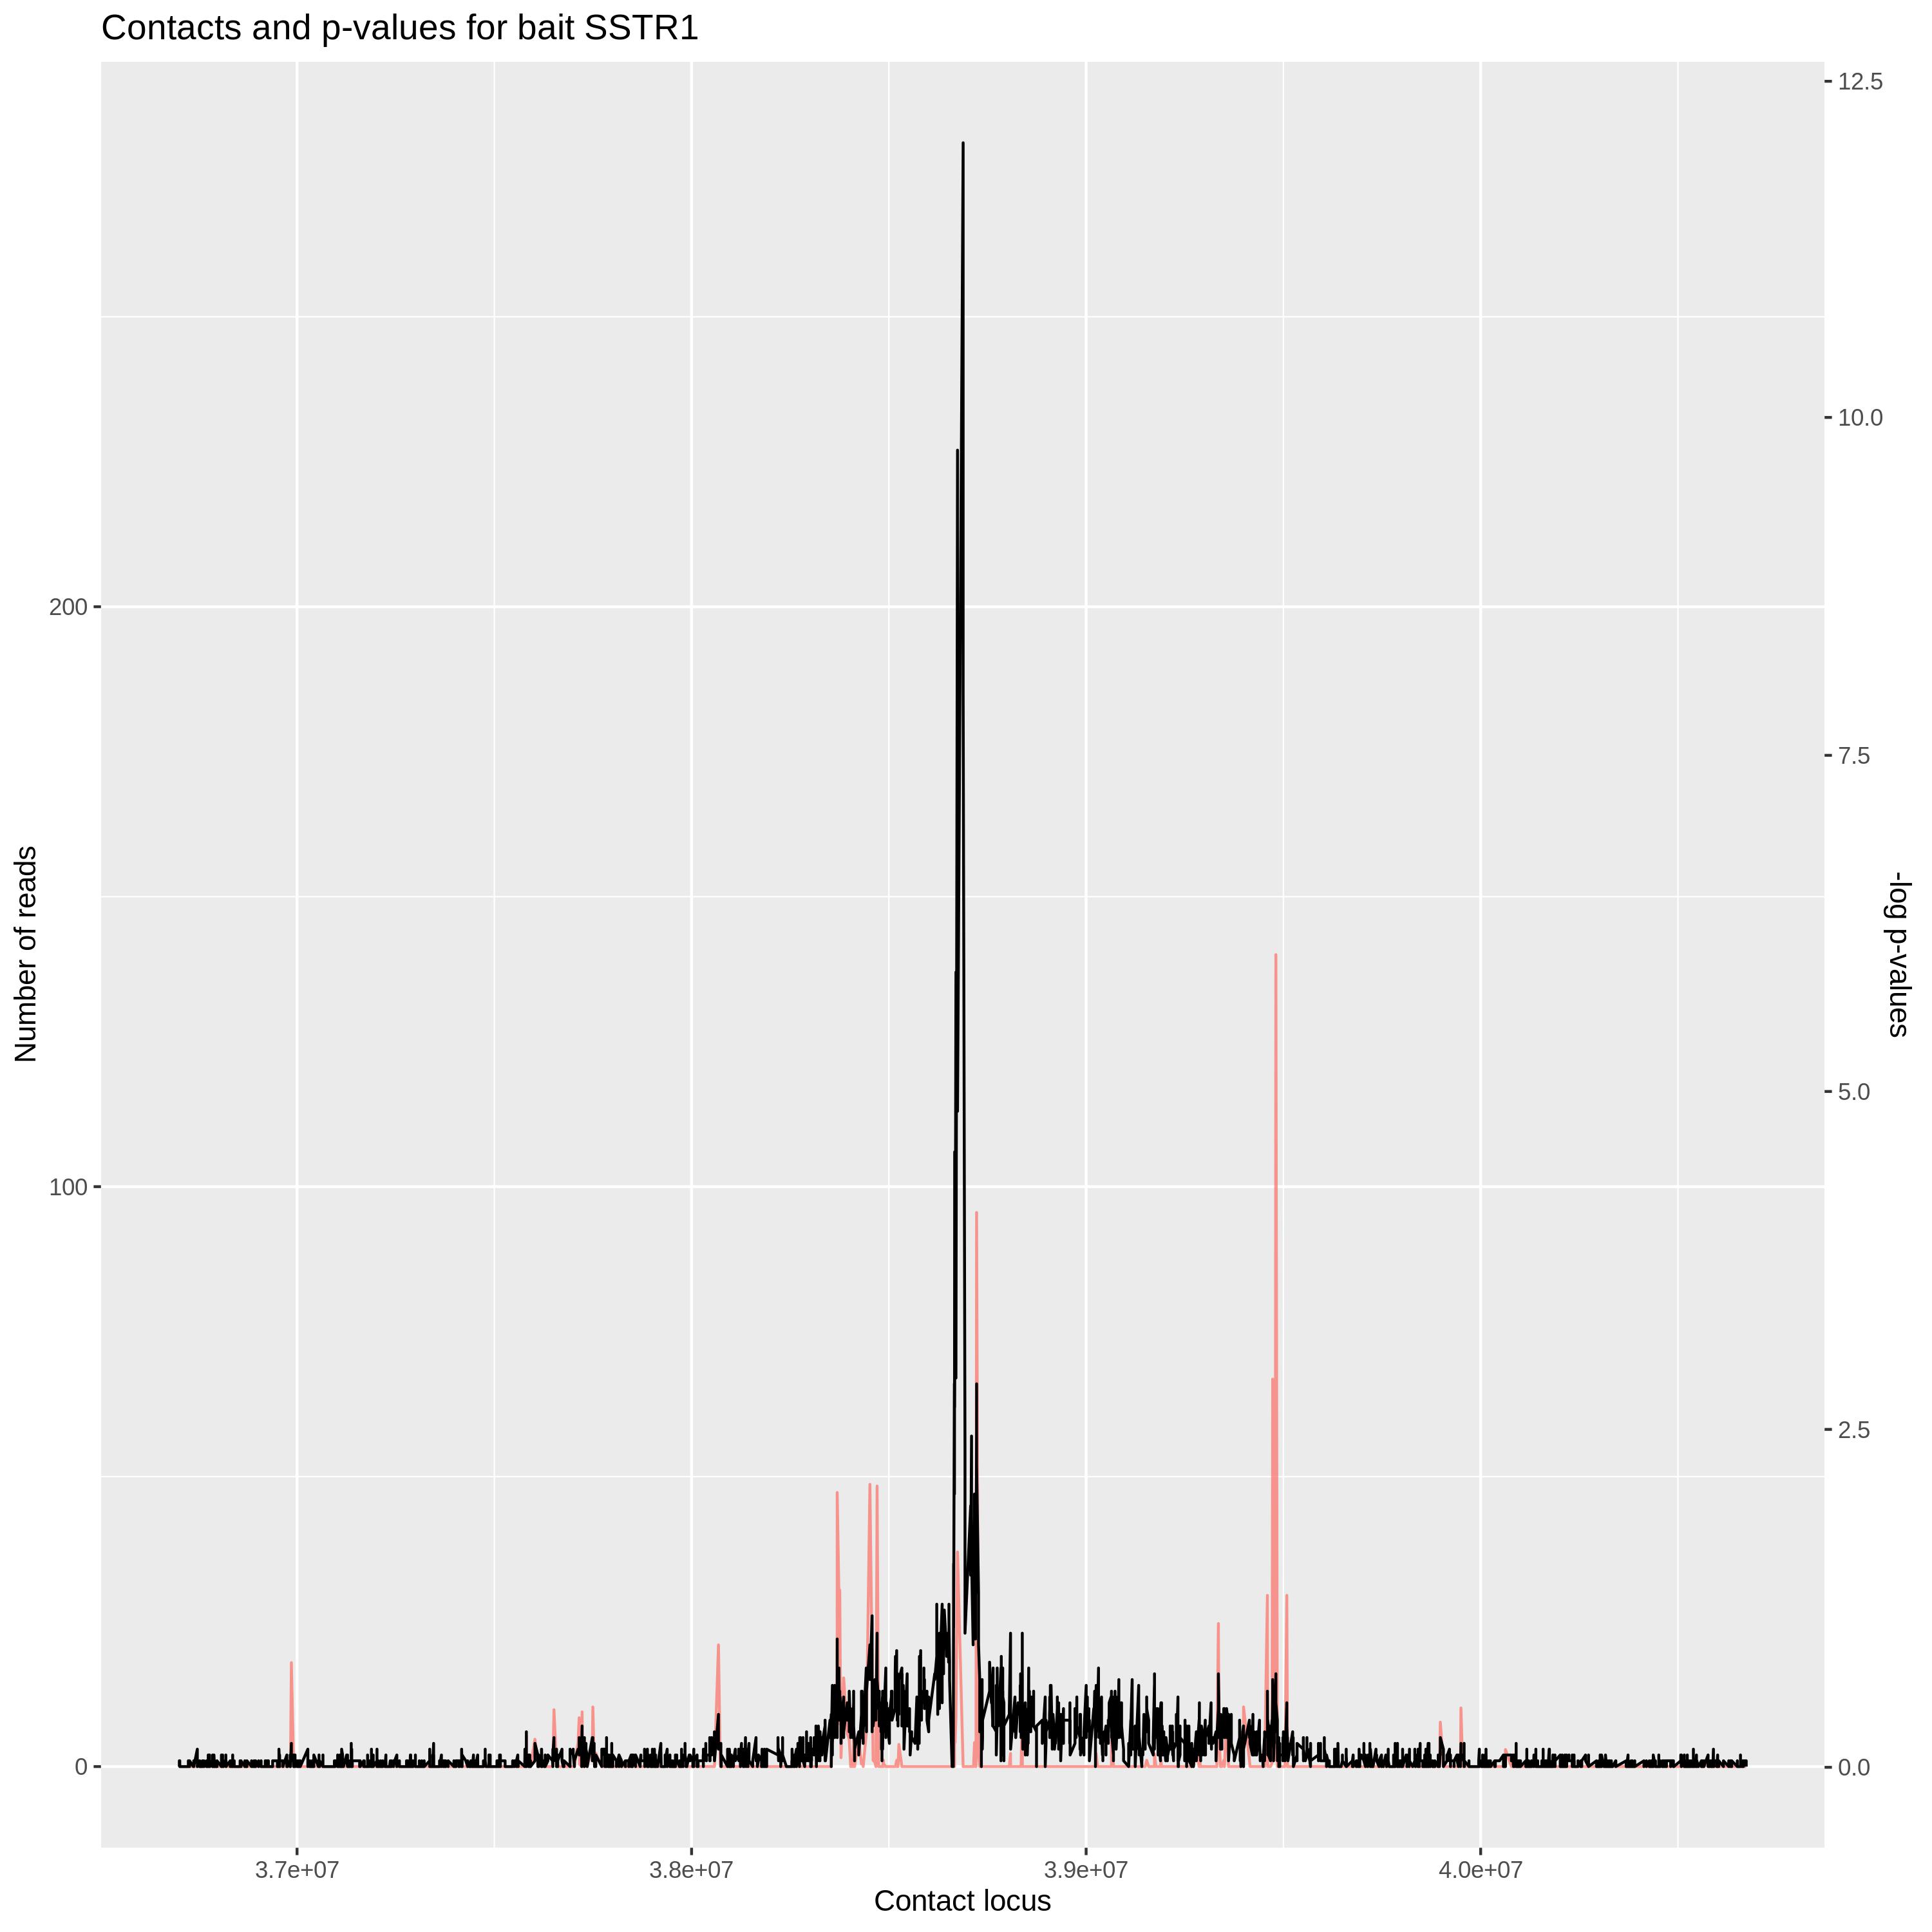 Contacts and p-values for bait SSTR1
Number of reads
200
100
0
12.5
10.0
7.5
5.0
2.5
0.0
-log p-values
3.7e+07
3.8e+07
3.9e+07
4.0e+07
Contact locus